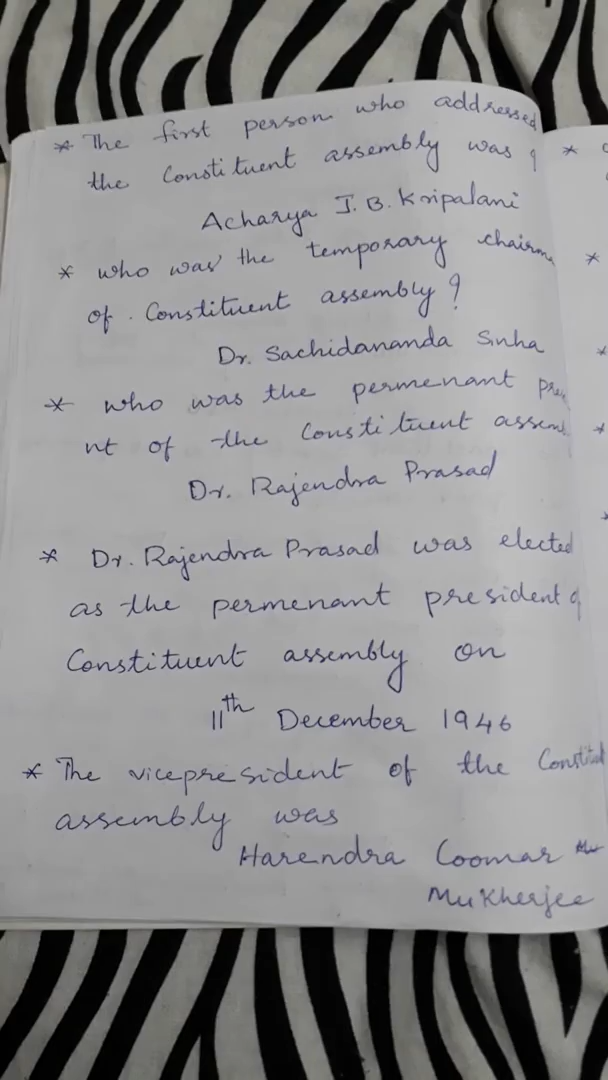 * The first person who addressed
the Constituent assembly was ?
Acharya J. B. Kripalani
* who was the temporary chairm
of . Constituent assembly ?
Dr. Sachidananda Sinha
* who was the permenant pre
nt of the Constituent assem
Dr. Rajendra Prasad
* Dr. Rajendra Prasad was elected
as the permenant president of
Constituent assembly on
11th December 1946
* The vicepresident of the Constit
assembly was
Harendra Coomar
Mukherjee